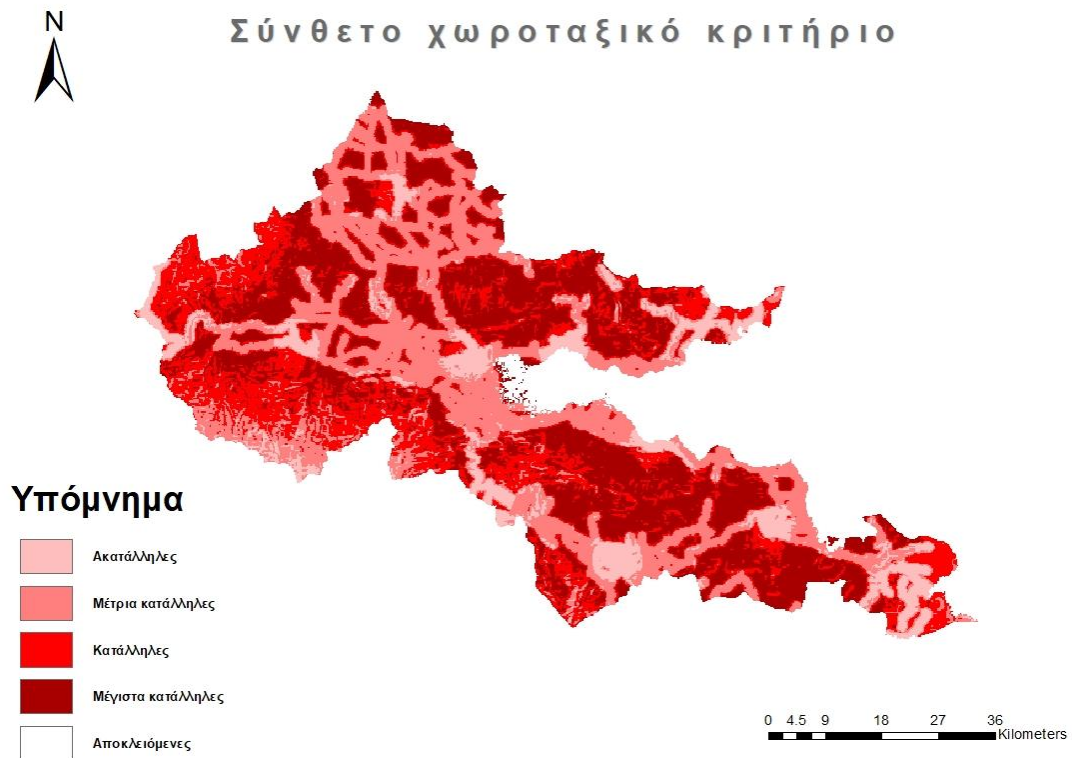 N
Σύνθετο χωροταξικό κριτήριο
Υπόμνημα
Ακατάλληλες
Μέτρια κατάλληλες
Κατάλληλες
Μέγιστα κατάλληλες
Αποκλειόμενες
0 4.5 9 18 27 36
Kilometers